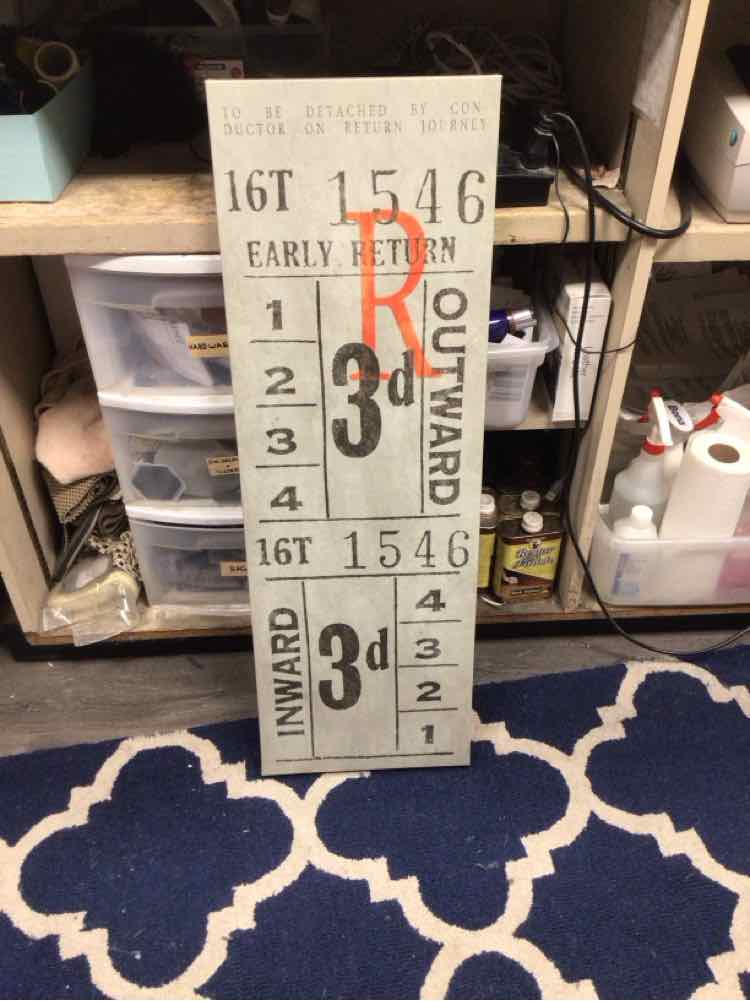 TO BE DETACHED BY CON-
DUCTOR ON RETURN JOURNEY
16T 1546
EARLY RETURN
R
1
2
3
4
3d
OUTWARD
16T 1546
INWARD
3d
4
3
2
1